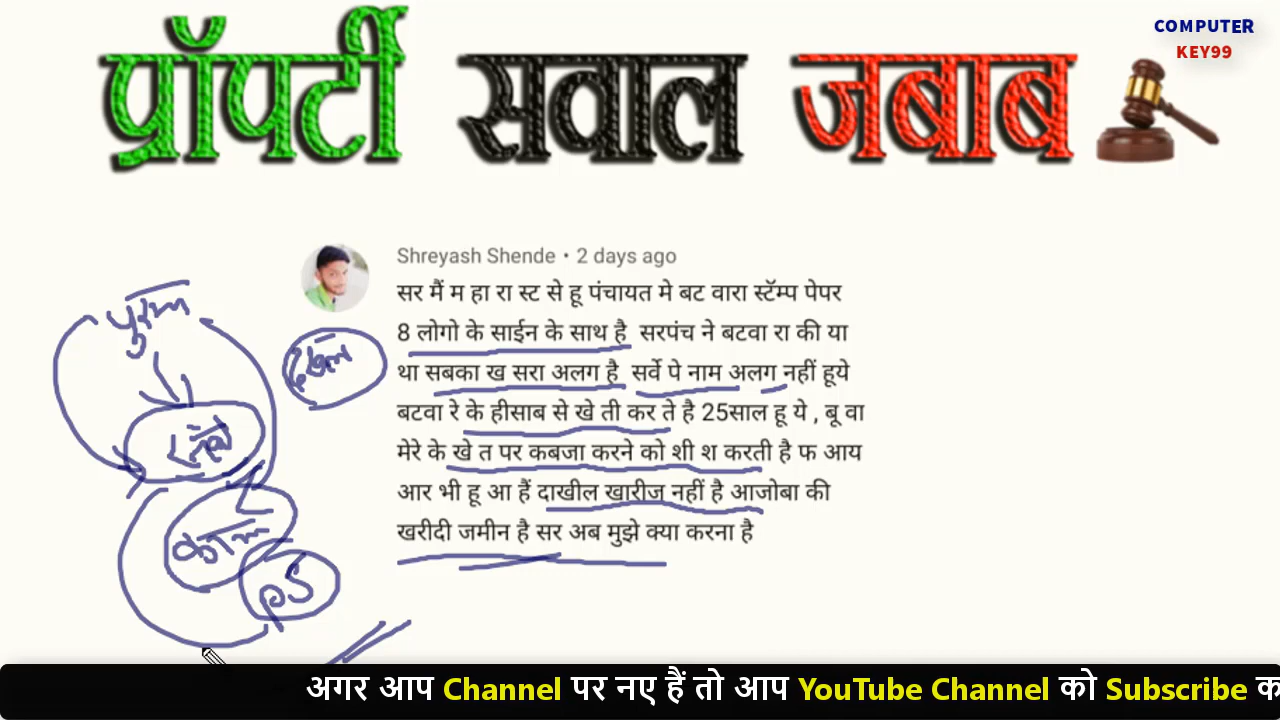 प्रॉपर्टी सवाल जबाब
COMPUTER
KEY99
Shreyash Shende • 2 days ago
सर मैं म हा रा स्ट से हू पंचायत मे बट वारा स्टॅम्प पेपर
8 लोगो के साईन के साथ है सरपंच ने बटवा रा की या
था सबका ख सरा अलग है सर्वे पे नाम अलग नहीं हूये
बटवा रे के हीसाब से खे ती कर ते है 25साल हू ये , बू वा
मेरे के खे त पर कबजा करने को शी श करती है फ आय
आर भी हू आ हैं दाखील खारीज नहीं है आजोबा की
खरीदी जमीन है सर अब मुझे क्या करना है
PS
अगर आप Channel पर नए हैं तो आप YouTube Channel को Subscribe क